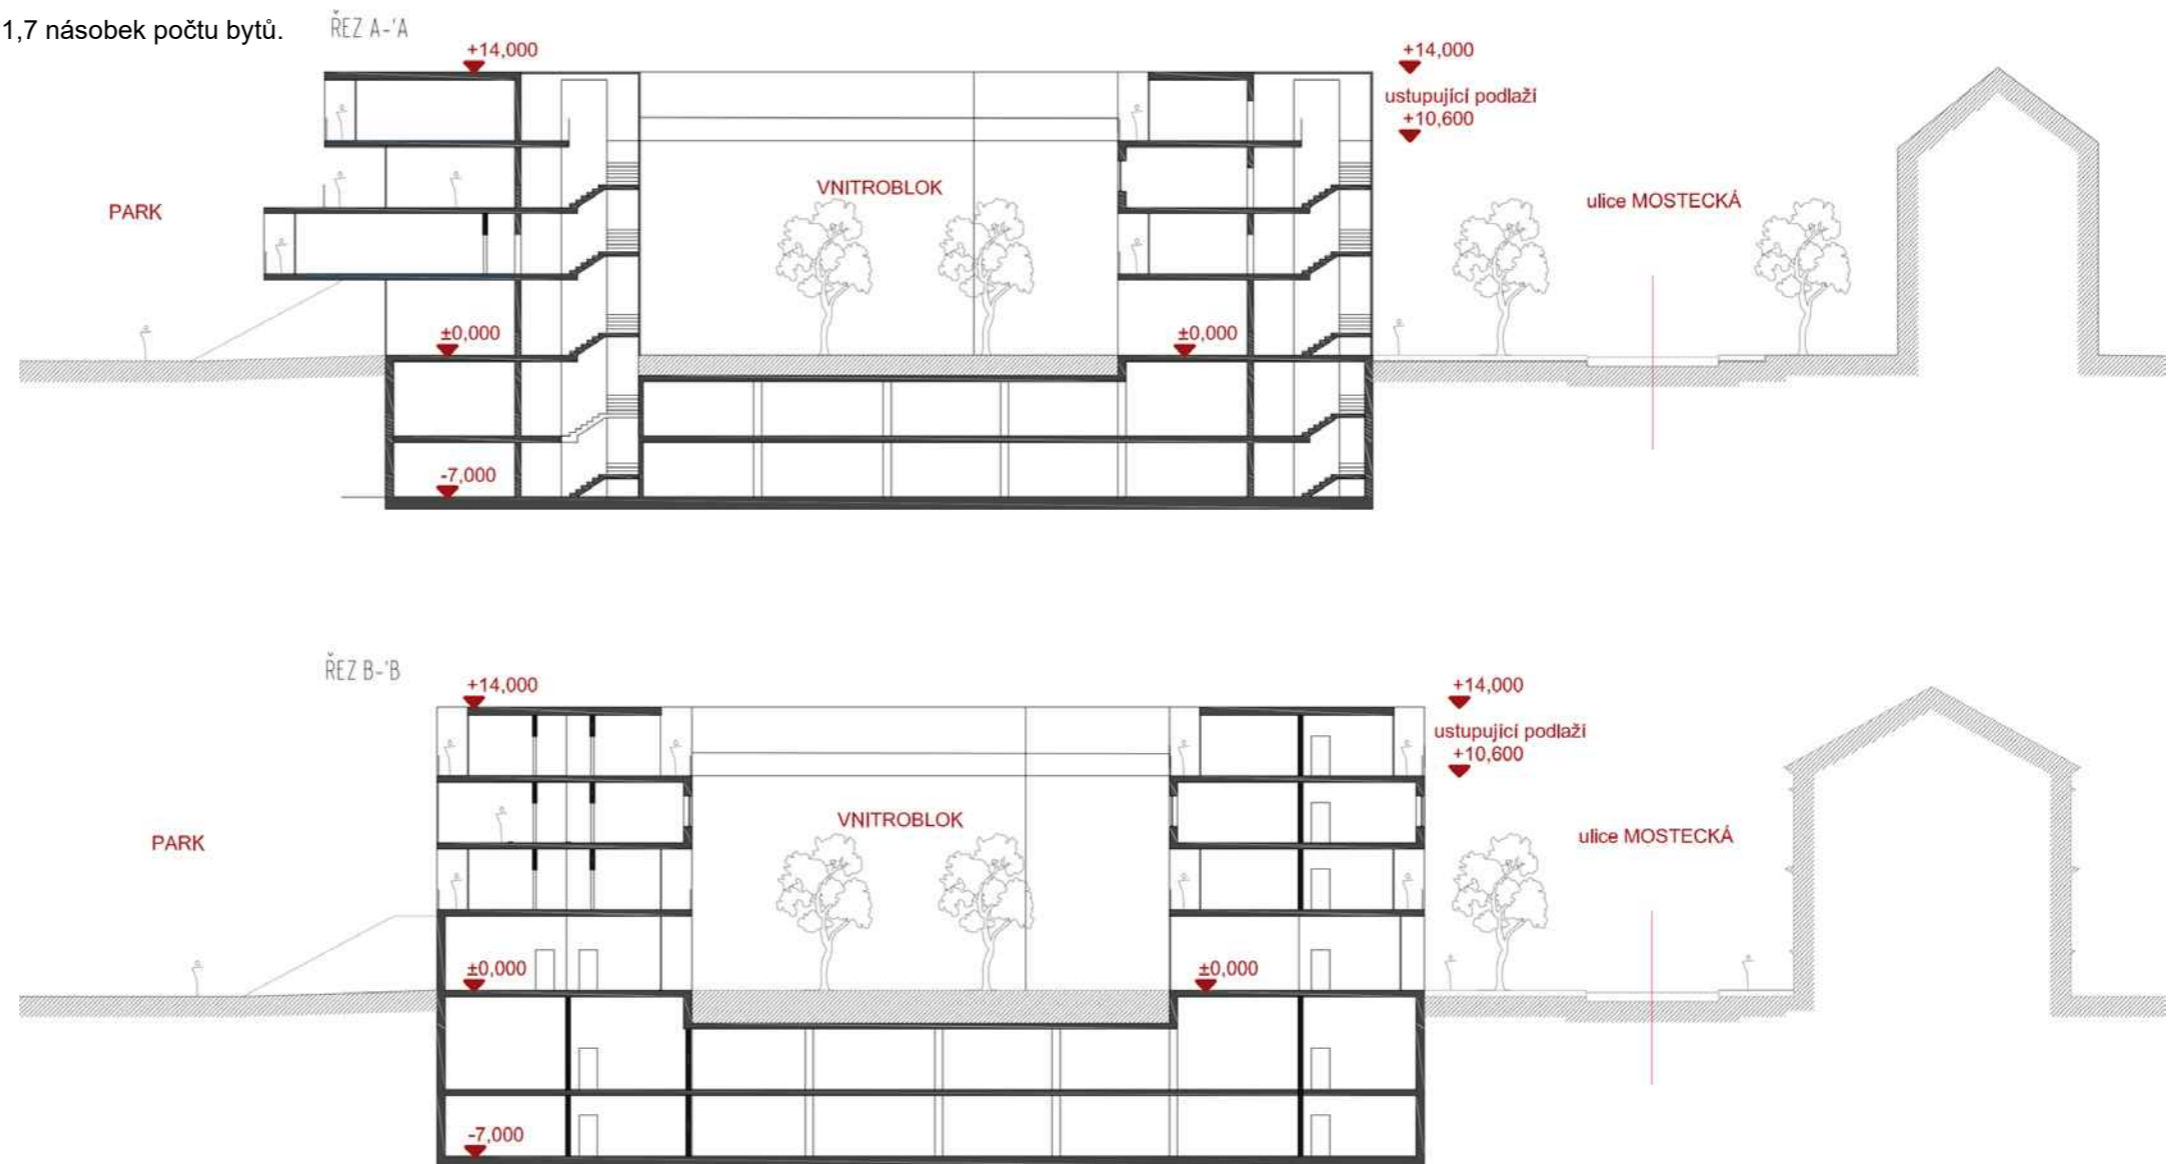 1,7 násobek počtu bytů.
ŘEZ A-'A
+14,000
+14,000
ustupující podlaží
+10,600
PARK
VNITROBLOK
ulice MOSTECKÁ
±0,000
±0,000
-7,000
ŘEZ B-'B
+14,000
+14,000
ustupující podlaží
+10,600
PARK
VNITROBLOK
ulice MOSTECKÁ
±0,000
±0,000
-7,000